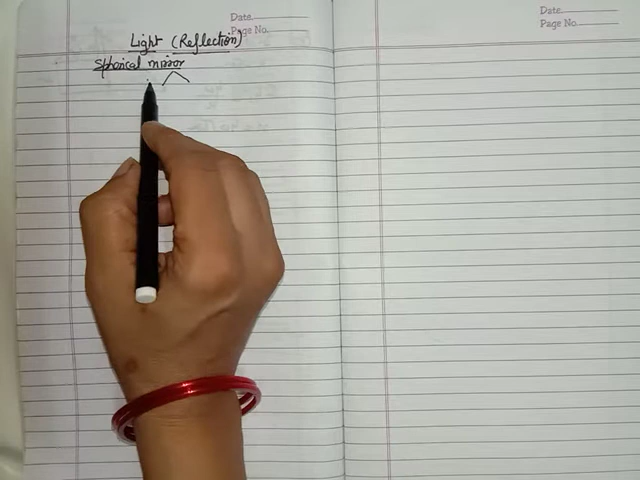 Date
Page No.
Light (Reflection)
Spherical mirror
Date
Page No.